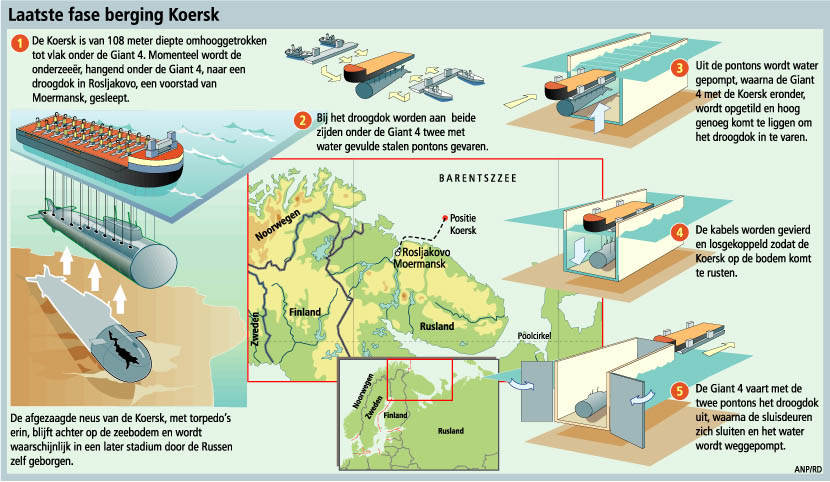 Laatste fase berging Koersk
1 De Koersk is van 108 meter diepte omhooggetrokken
tot vlak onder de Giant 4. Momenteel wordt de
onderzeeër, hangend onder de Giant 4, naar een
droogdok in Rosljakovo, een voorstad van
Moermansk, gesleept.
2 Bij het droogdok worden aan beide
zijden onder de Giant 4 twee met
water gevulde stalen pontons gevaren.
3 Uit de pontons wordt water
gepompt, waarna de Giant
4 met de Koersk eronder,
wordt opgetild en hoog
genoeg komt te liggen om
het droogdok in te varen.
BARENTSZZEE
Noorwegen
Positie
Koersk
Rosljakovo
Moermansk
Finland
Zweden
Rusland
Poolcirkel
Noorwegen
Zweden
Finland
Rusland
4 De kabels worden gevierd
en losgekoppeld zodat de
Koersk op de bodem komt
te rusten.
5 De Giant 4 vaart met de
twee pontons het droogdok
uit, waarna de sluisdeuren
zich sluiten en het water
wordt weggepompt.
De afgezaagde neus van de Koersk, met torpedo's
erin, blijft achter op de zeebodem en wordt
waarschijnlijk in een later stadium door de Russen
zelf geborgen.
ANP/RD